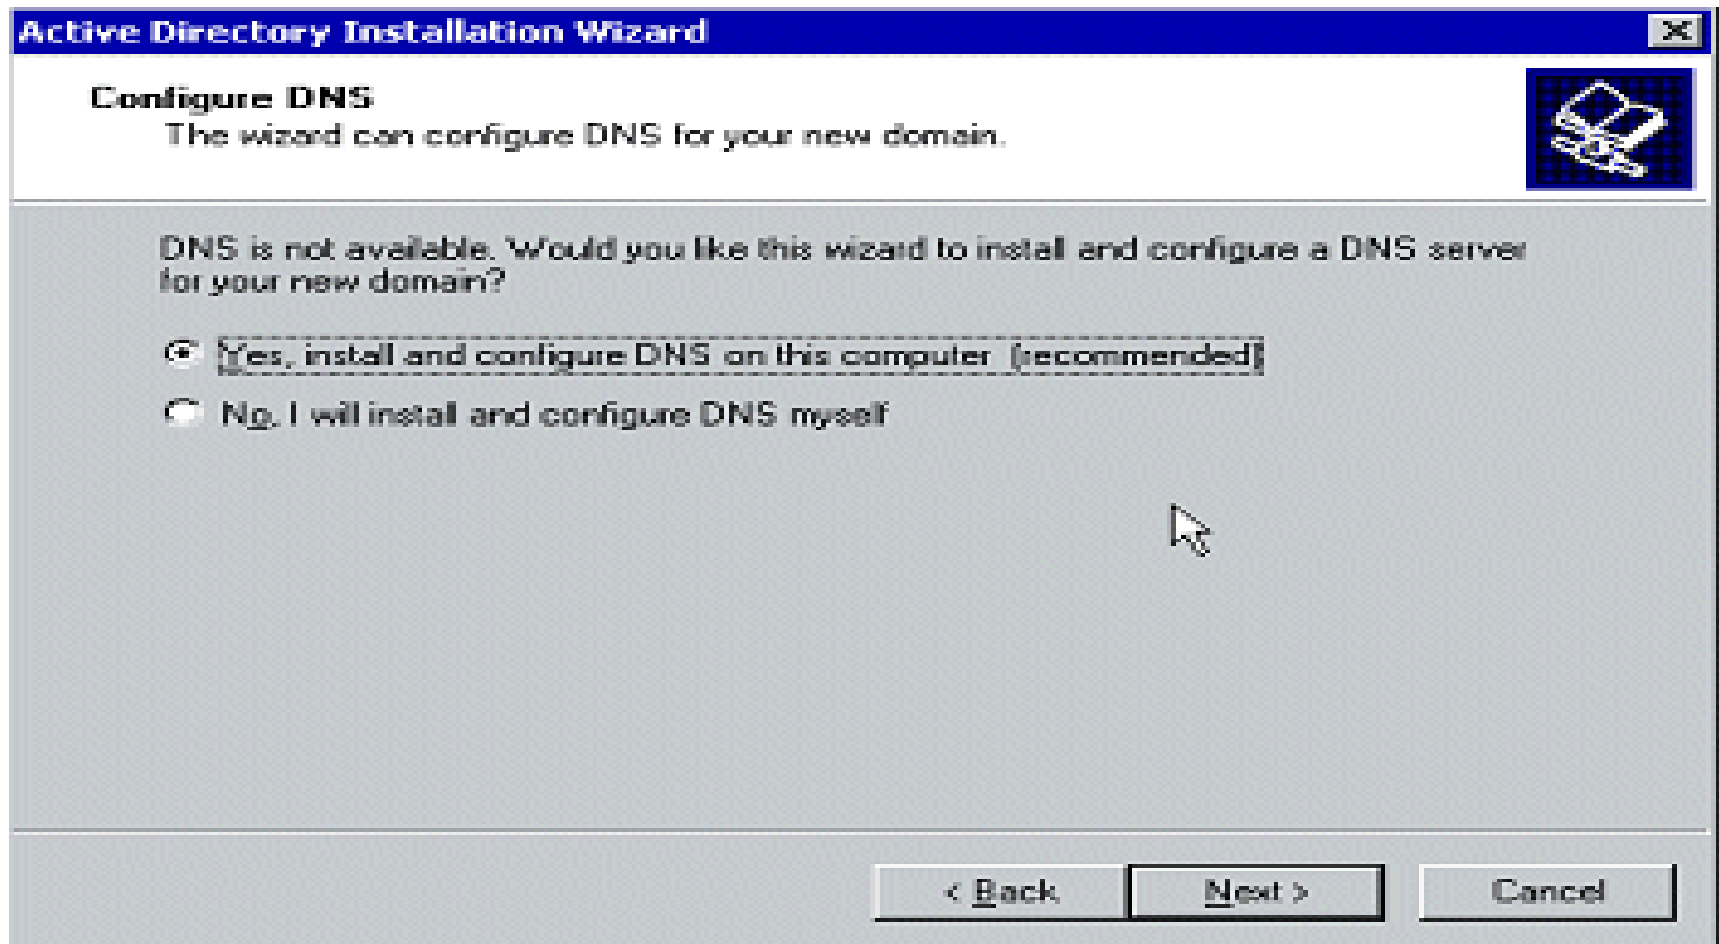 Active Directory Installation Wizard
Configure DNS
The wizard can configure DNS for your new domain.
DNS is not available. Would you like this wizard to install and configure a DNS server
for your new domain?
Yes, install and configure DNS on this computer (recommended)
No, I will install and configure DNS myself
< Back
Next >
Cancel